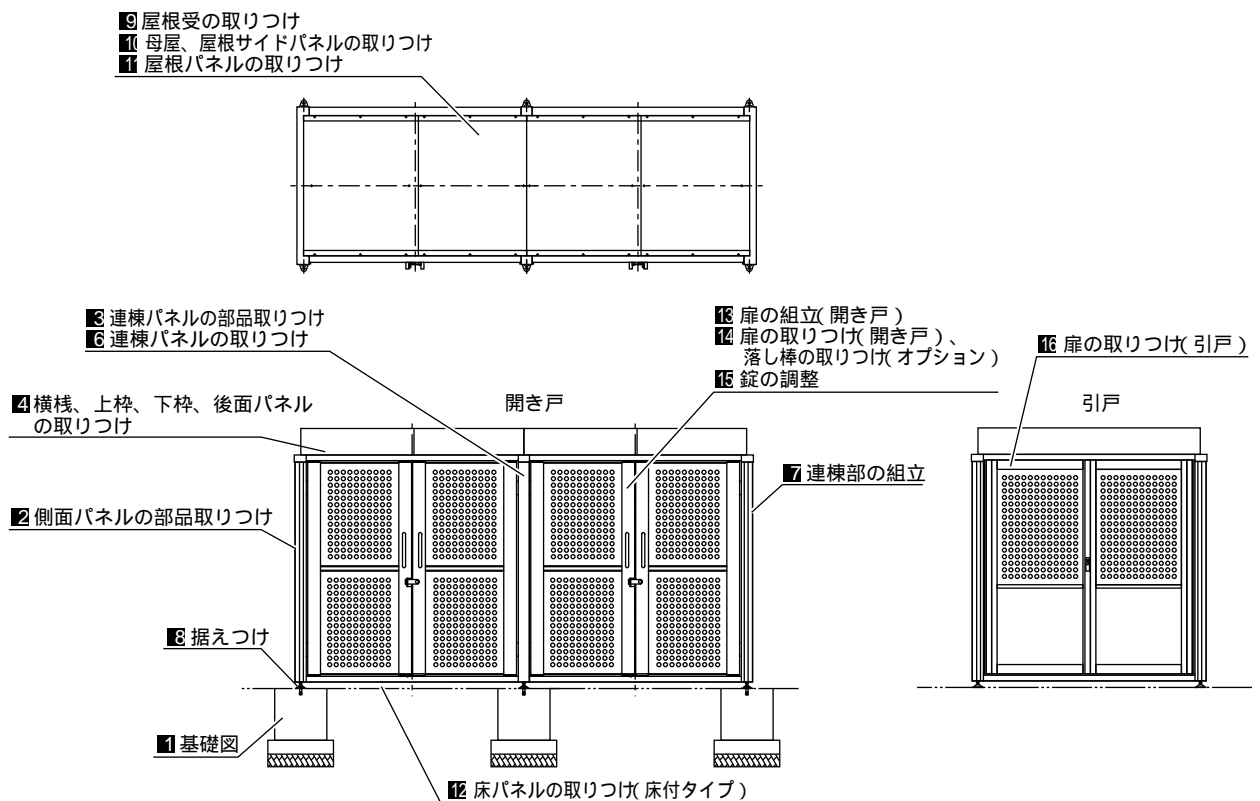 9 屋根受の取りつけ
10 母屋、屋根サイドパネルの取りつけ
11 屋根パネルの取りつけ
3 連棟パネルの部品取りつけ
6 連棟パネルの取りつけ
13 扉の組立(開き戸)
14 扉の取りつけ(開き戸)、
落し棒の取りつけ(オプション)
15 錠の調整
16 扉の取りつけ(引戸)
4 横桟、上枠、下枠、後面パネル
の取りつけ
開き戸
引戸
7 連棟部の組立
2 側面パネルの部品取りつけ
8 据えつけ
1 基礎図
12 床パネルの取りつけ(床付タイプ)